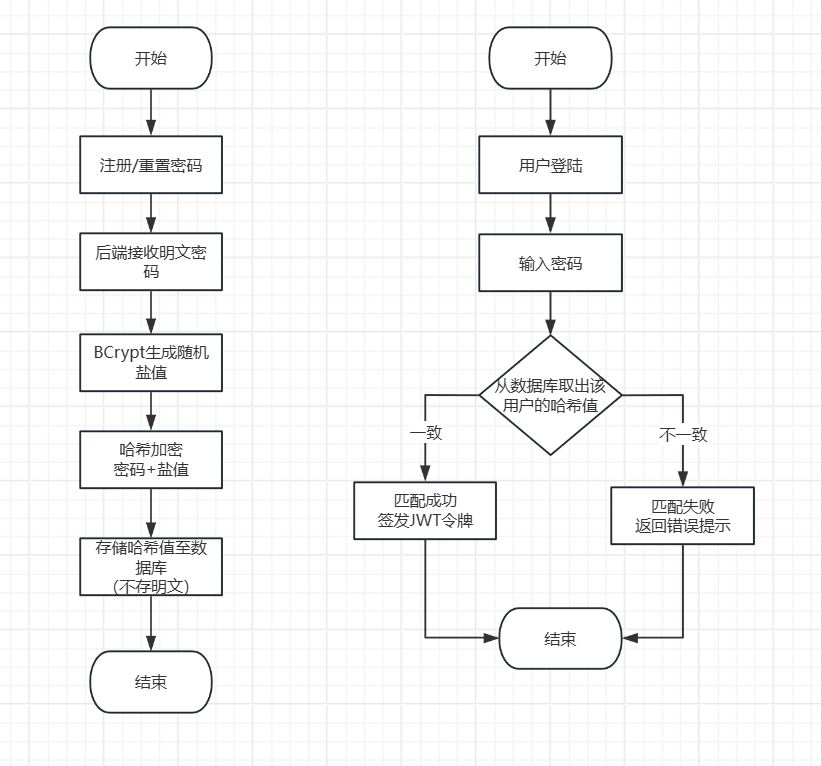 开始
注册/重置密码
后端接收明文密
码
BCrypt生成随机
盐值
哈希加密
密码+盐值
存储哈希值至数
据库
（不存明文）
结束
开始
用户登陆
输入密码
从数据库取出该
用户的哈希值
一致
不一致
匹配成功
签发JWT令牌
匹配失败
返回错误提示
结束